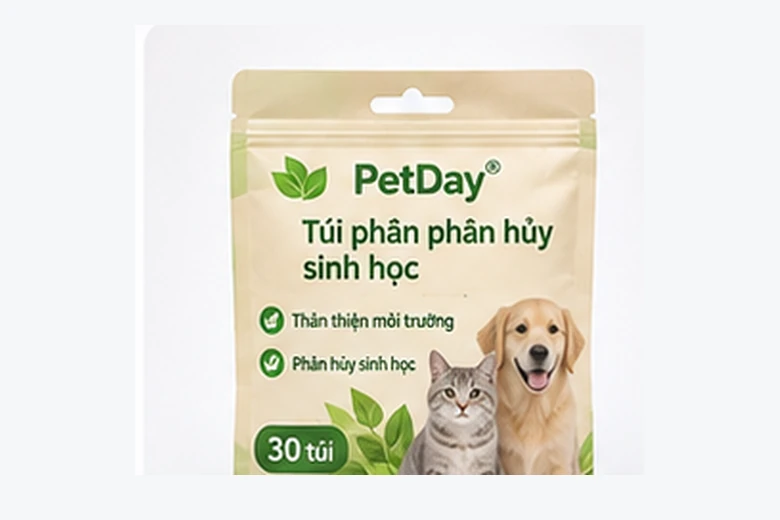 PetDay®
Túi phân phân hủy
sinh học
Thân thiện môi trường
Phân hủy sinh học
30 túi